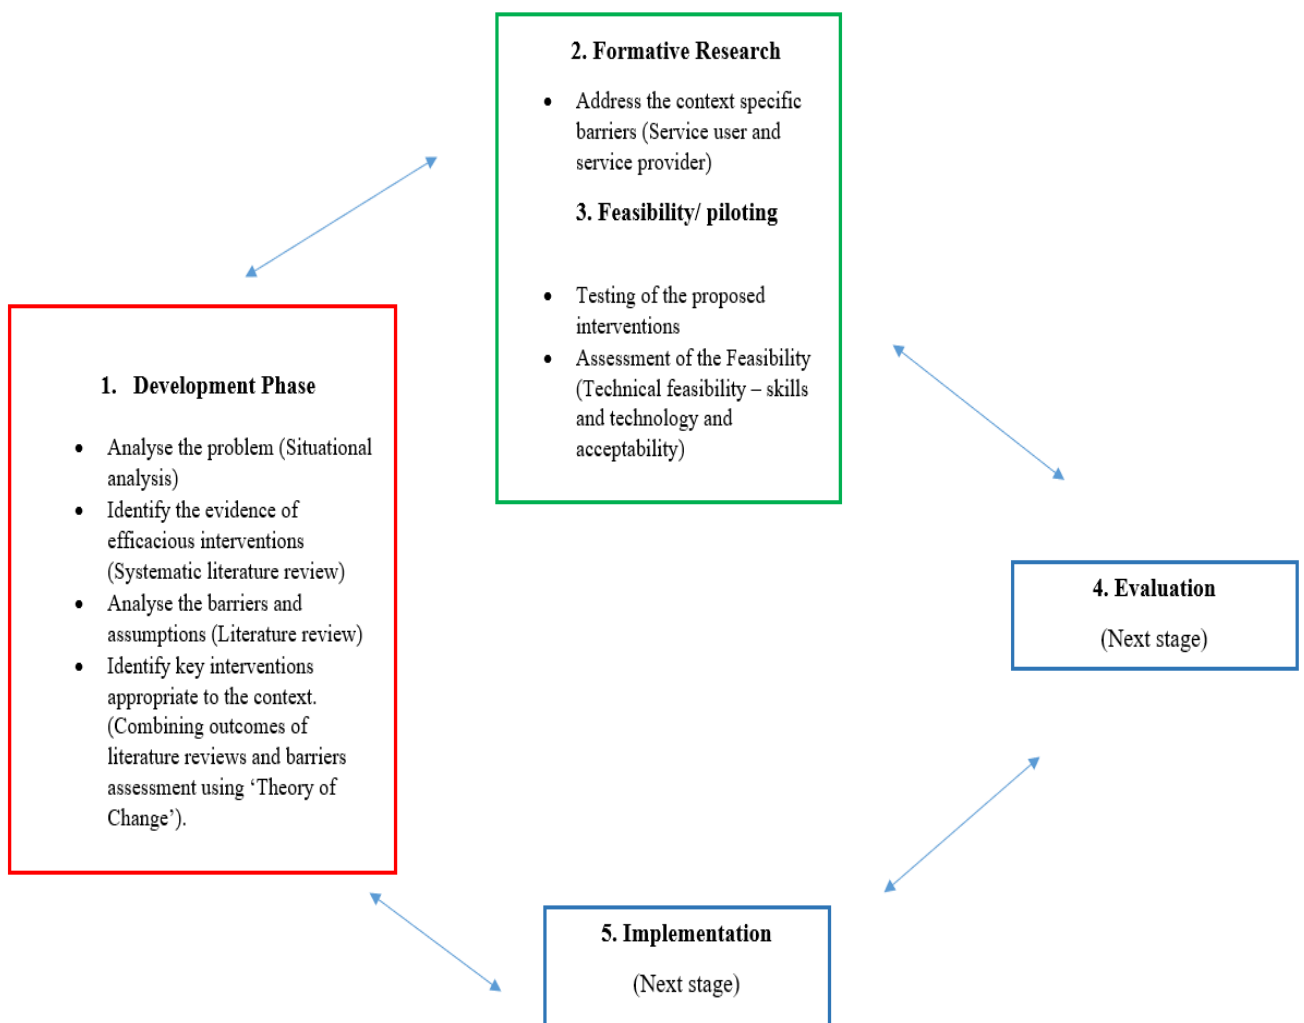 2. Formative Research
• Address the context specific
barriers (Service user and
service provider)
3. Feasibility/ piloting
• Testing of the proposed
interventions
• Assessment of the Feasibility
(Technical feasibility – skills
and technology and
acceptability)
1. Development Phase
• Analyse the problem (Situational
analysis)
• Identify the evidence of
efficacious interventions
(Systematic literature review)
• Analyse the barriers and
assumptions (Literature review)
• Identify key interventions
appropriate to the context.
(Combining outcomes of
literature reviews and barriers
assessment using ‘Theory of
Change’).
4. Evaluation
(Next stage)
5. Implementation
(Next stage)